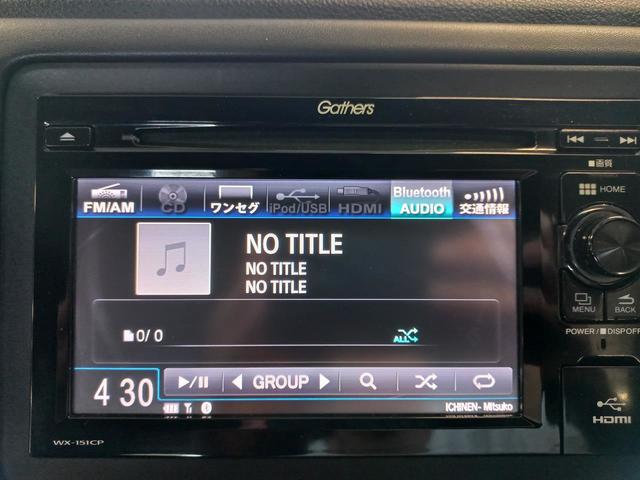 Gathers
■画質
HOME
FM/AM CD ワンセグ iPod/USB HDMI Bluetooth AUDIO 交通情報
NO TITLE
NO TITLE
NO TITLE
MENU BACK
0/ 0 ALL
POWER/■DISP OFF
4 30 GROUP
ICHINEN- Mitsuko
HDMI
WX-151CP